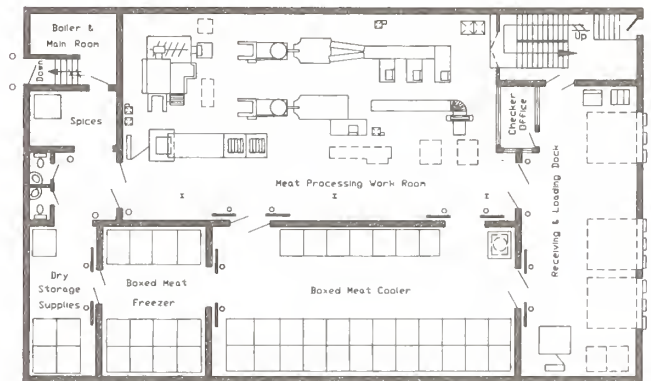 Boiler &
Main Room
Down
Up
Spices
Checker
Office
Meat Processing Work Room
Receiving & Loading Dock
Dry
Storage
Supplies
Boxed Meat
Freezer
Boxed Meat Cooler